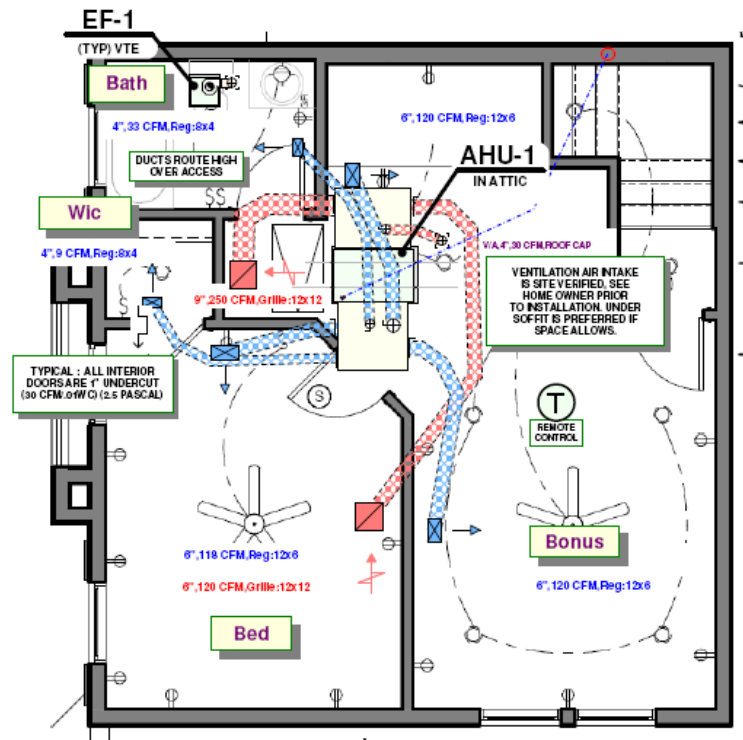 EF-1
(TYP) VTE
Bath
4",33 CFM,Reg:8x4
6",120 CFM,Reg:12x6
DUCTS ROUTE HIGH
OVER ACCESS
AHU-1
IN ATTIC
$$
Wic
4",9 CFM,Reg:8x4
V/A,4",30 CFM,ROOF CAP
VENTILATION AIR INTAKE
IS SITE VERIFIED, SEE
HOME OWNER PRIOR
TO INSTALLATION. UNDER
SOFFIT IS PREFERRED IF
SPACE ALLOWS.
9",250 CFM,Grille:12x12
$
TYPICAL : ALL INTERIOR
DOORS ARE 1" UNDERCUT
(30 CFM/.01WC) (2.5 PASCAL)
S
T
REMOTE
CONTROL
Bonus
6",118 CFM,Reg:12x6
6",120 CFM,Grille:12x12
6",120 CFM,Reg:12x6
Bed